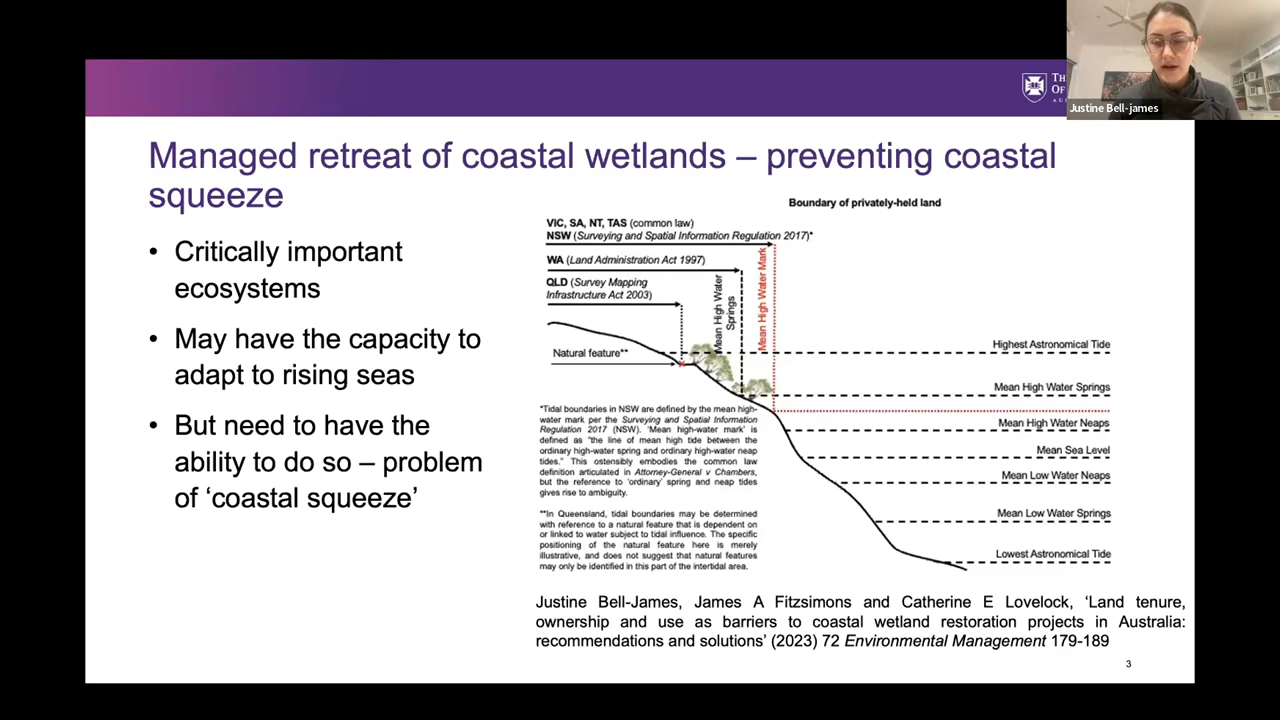 TH
OF
AU
Justine Bell-james
Managed retreat of coastal wetlands – preventing coastal
squeeze
• Critically important
ecosystems
• May have the capacity to
adapt to rising seas
• But need to have the
ability to do so – problem
of ‘coastal squeeze’
Boundary of privately-held land
VIC, SA, NT, TAS (common law)
NSW (Surveying and Spatial Information Regulation 2017)*
WA (Land Administration Act 1997)
QLD (Survey Mapping
Infrastructure Act 2003)
Mean High Water
Springs
Mean High Water Mark
Natural feature**
Highest Astronomical Tide
Mean High Water Springs
Mean High Water Neaps
Mean Sea Level
Mean Low Water Neaps
Mean Low Water Springs
Lowest Astronomical Tide
*Tidal boundaries in NSW are defined by the mean high-
water mark per the Surveying and Spatial Information
Regulation 2017 (NSW). ‘Mean high-water mark’ is
defined as “the line of mean high tide between the
ordinary high-water spring and ordinary high-water neap
tides.” This ostensibly embodies the common law
definition articulated in Attorney-General v Chambers,
but the reference to ‘ordinary’ spring and neap tides
gives rise to ambiguity.
**In Queensland, tidal boundaries may be determined
with reference to a natural feature that is dependent on
or linked to water subject to tidal influence. The specific
positioning of the natural feature here is merely
illustrative, and does not suggest that natural features
may only be identified in this part of the intertidal area.
Justine Bell-James, James A Fitzsimons and Catherine E Lovelock, ‘Land tenure,
ownership and use as barriers to coastal wetland restoration projects in Australia:
recommendations and solutions’ (2023) 72 Environmental Management 179-189
3